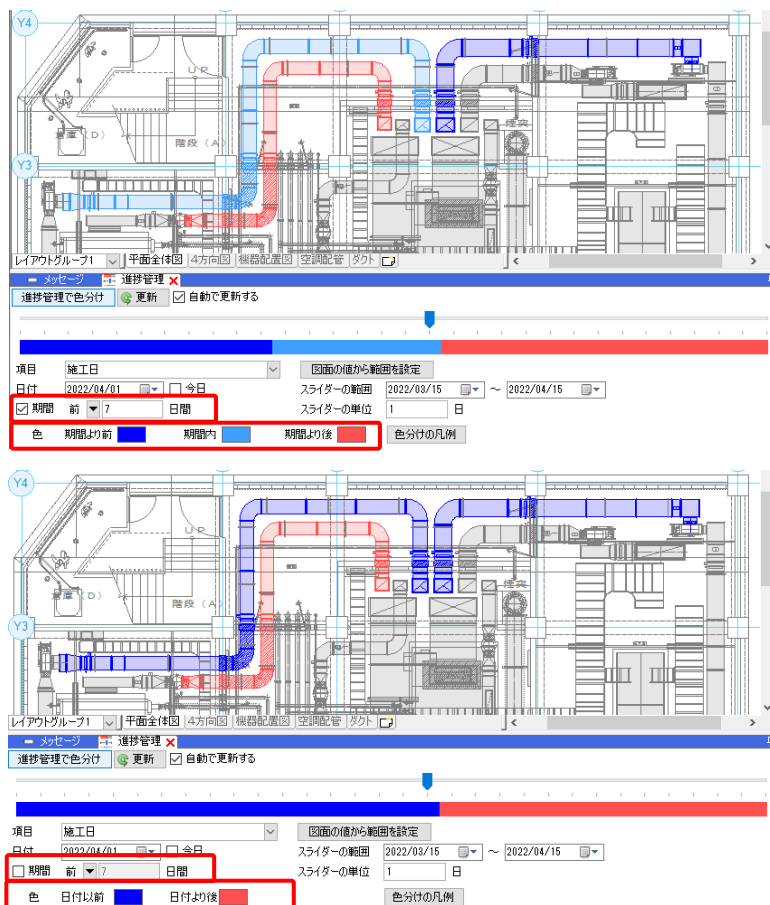 Y4
UP
倉庫(D)
階段(A)
煙突
Y3
レイアウトグループ1 平面全体図 4方向図 機器配置図 空調配管 ダクト
メッセージ 進捗管理
進捗管理で色分け 更新 自動で更新する
項目 施工日 図面の値から範囲を設定
日付 2022/04/01 今日 スライダーの範囲 2022/03/15 ～ 2022/04/15
期間 前 7 日間 スライダーの単位 1 日
色 期間より前 期間内 期間より後 色分けの凡例
Y4
UP
倉庫(D)
階段(A)
煙突
Y3
レイアウトグループ1 平面全体図 4方向図 機器配置図 空調配管 ダクト
メッセージ 進捗管理
進捗管理で色分け 更新 自動で更新する
項目 施工日 図面の値から範囲を設定
日付 2022/04/01 今日 スライダーの範囲 2022/03/15 ～ 2022/04/15
期間 前 7 日間 スライダーの単位 1 日
色 日付以前 日付より後 色分けの凡例